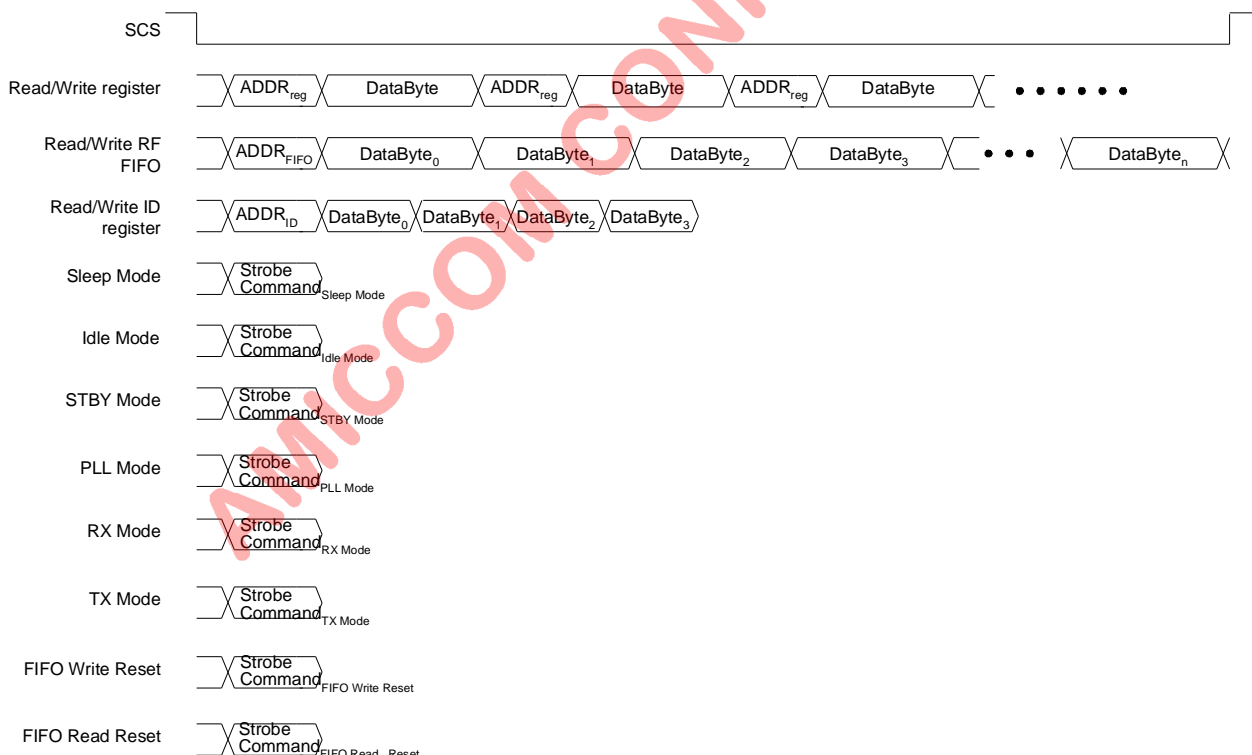 SCS
Read/Write register ADDRreg DataByte ADDRreg DataByte ADDRreg DataByte
Read/Write RF
FIFO
ADDRFIFO DataByte0 DataByte1 DataByte2 DataByte3 DataByten
Read/Write ID
register
ADDRID DataByte0 DataByte1 DataByte2 DataByte3
Sleep Mode
Strobe
CommandSleep Mode
Idle Mode
Strobe
CommandIdle Mode
STBY Mode
Strobe
CommandSTBY Mode
PLL Mode
Strobe
CommandPLL Mode
RX Mode
Strobe
CommandRX Mode
TX Mode
Strobe
CommandTX Mode
FIFO Write Reset
Strobe
CommandFIFO Write Reset
FIFO Read Reset
Strobe
CommandFIFO Read Reset
AMICCOM